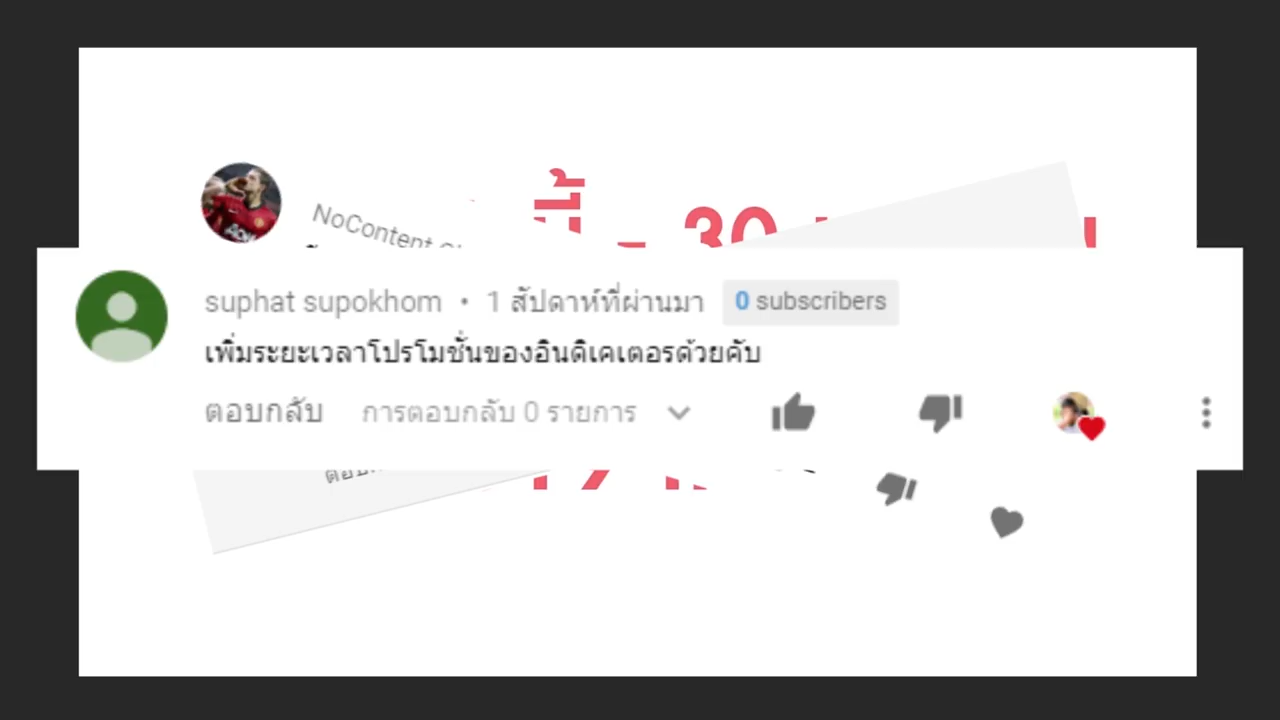 นี้ - 30
NoContent
suphat supokhom • 1 สัปดาห์ที่ผ่านมา 0 subscribers
เพิ่มระยะเวลาโปรโมชั่นของอินดิเคเตอรด้วยคับ
ตอบกลับ การตอบกลับ 0 รายการ